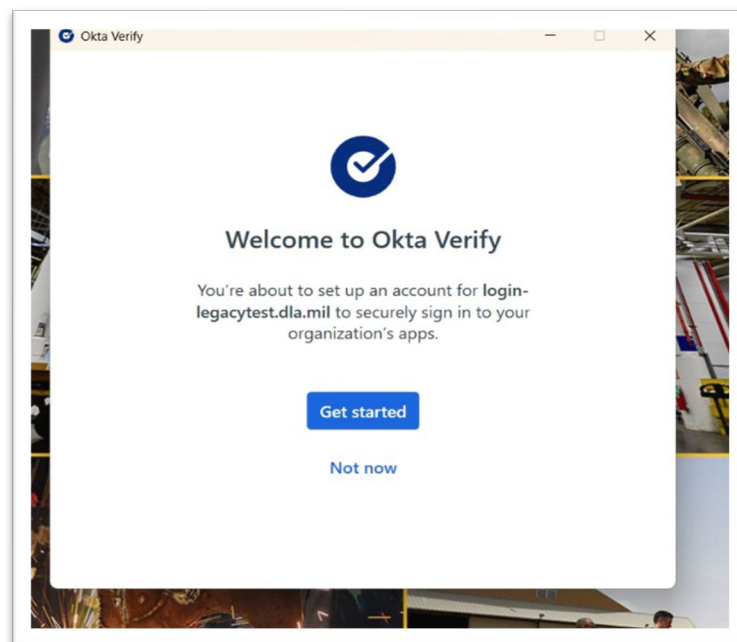 Okta Verify
Welcome to Okta Verify
You're about to set up an account for login-
legacytest.dla.mil to securely sign in to your
organization's apps.
Get started
Not now